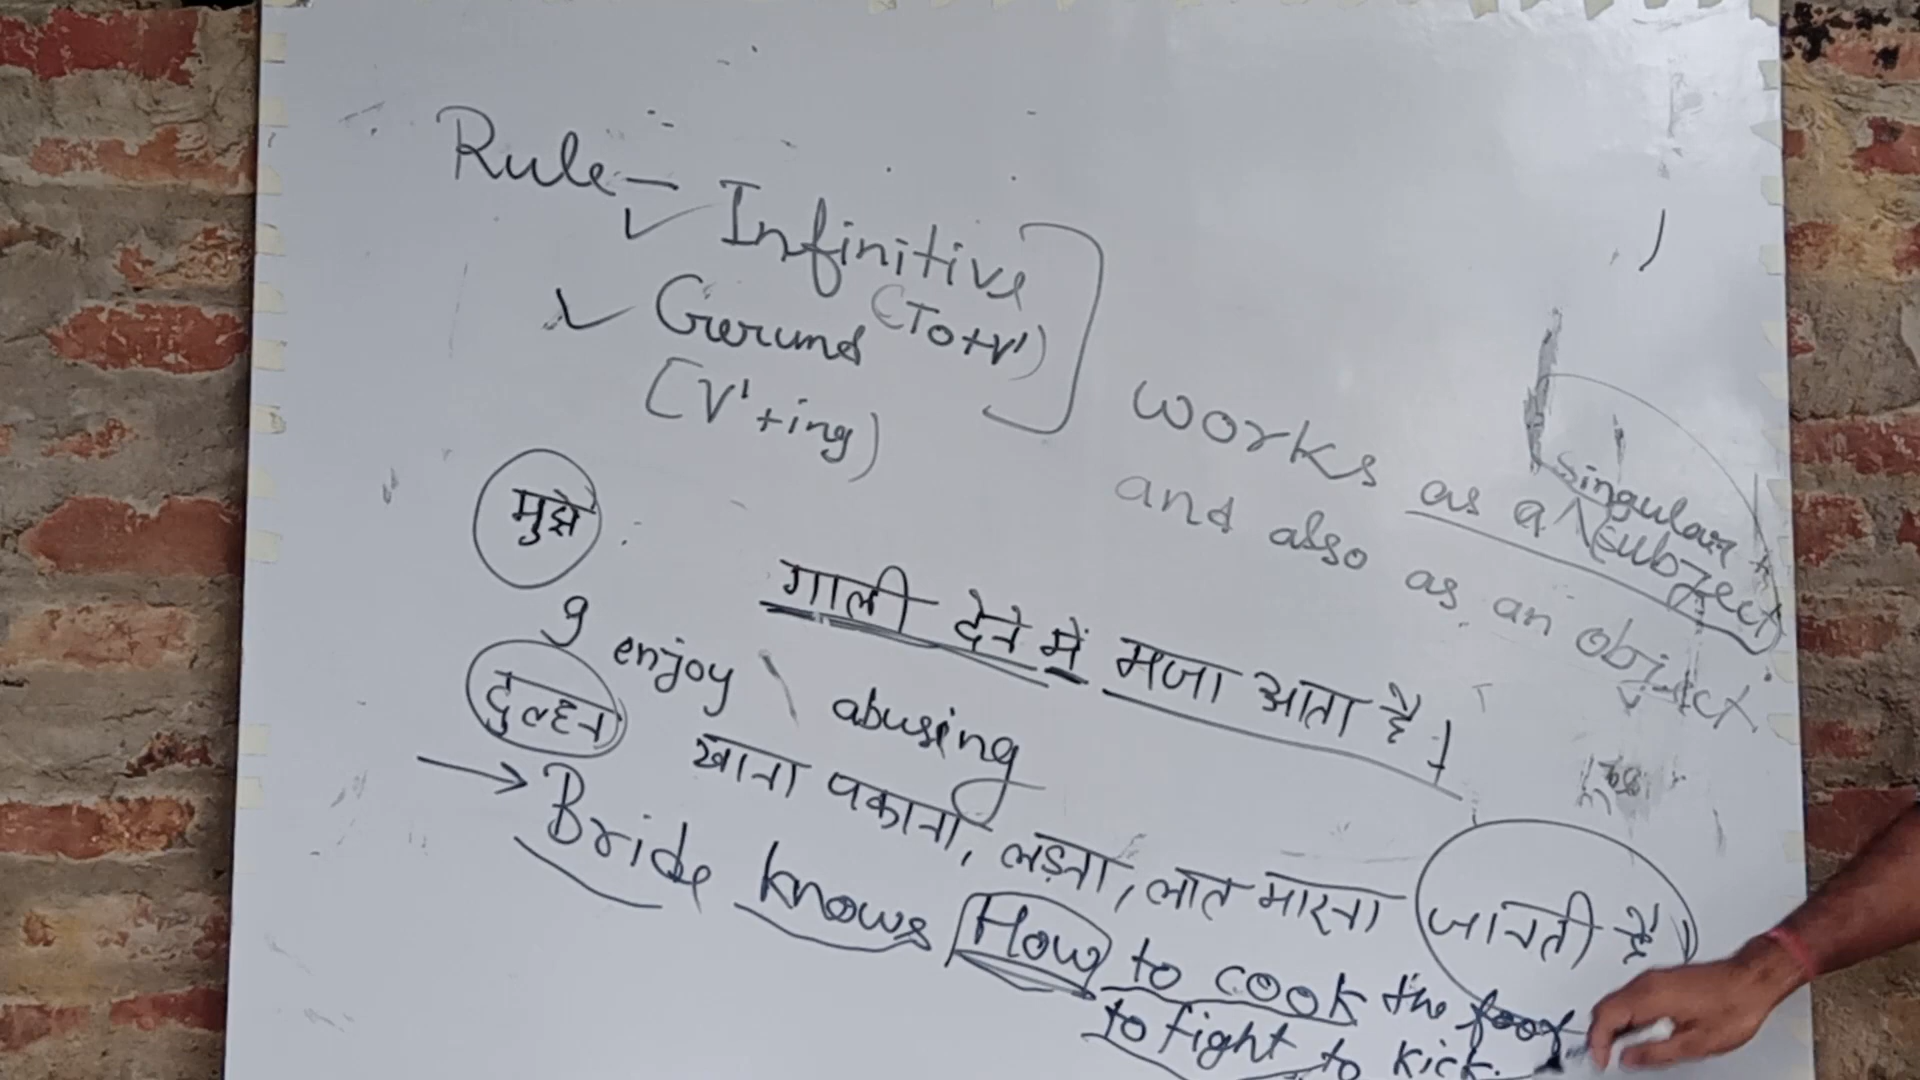 Rule -
✓ Infinitive
(To+V')
✓ Gerund
[V'+ing)
works as a ^ singular
(subject)
and also as an object
मुझे गाली देने में मजा आता है।
I enjoy abusing
दुल्हन खाना पकाना, लड़ना, लात मारना जानती है
→ Bride knows How to cook the
to fight to kick.